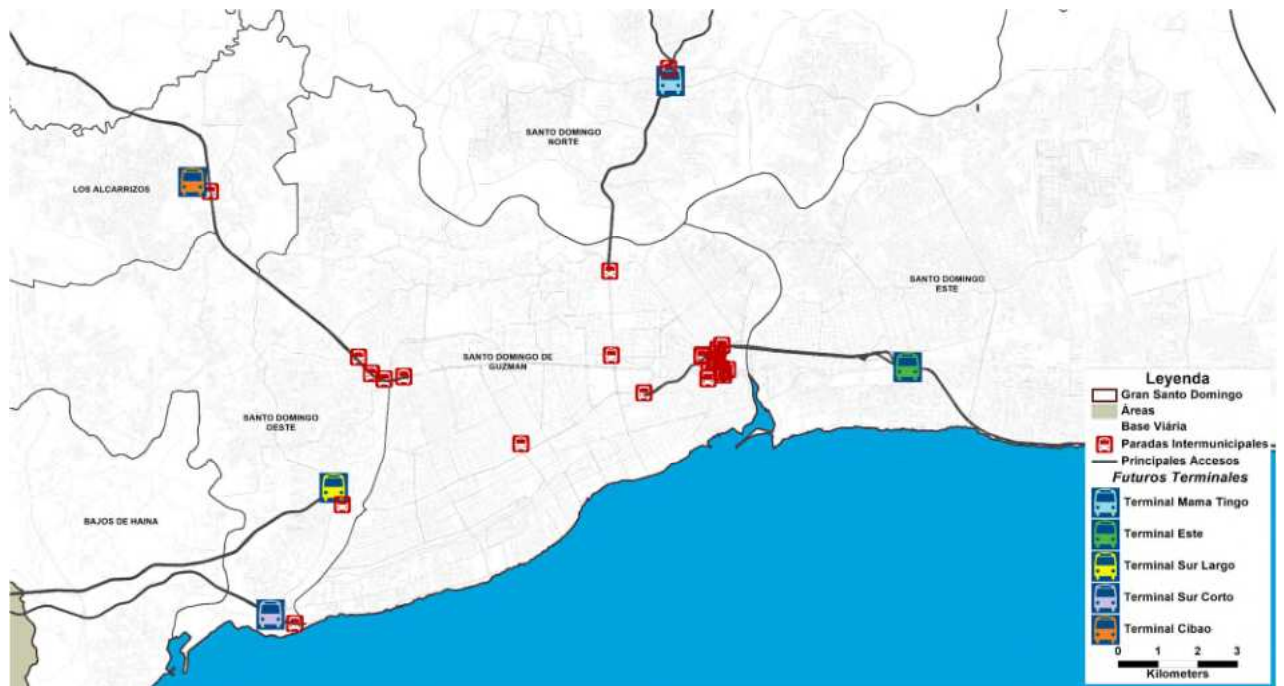 SANTO DOMINGO
NORTE
LOS ALCARRIZOS
SANTO DOMINGO
ESTE
SANTO DOMINGO DE
GUZMAN
SANTO DOMINGO
OESTE
BAJOS DE HAINA
Leyenda
Gran Santo Domingo
Áreas
Base Viária
Paradas Intermunicipales
Principales Accesos
Futuros Terminales
Terminal Mama Tingo
Terminal Este
Terminal Sur Largo
Terminal Sur Corto
Terminal Cibao
0 1 2 3
Kilometers